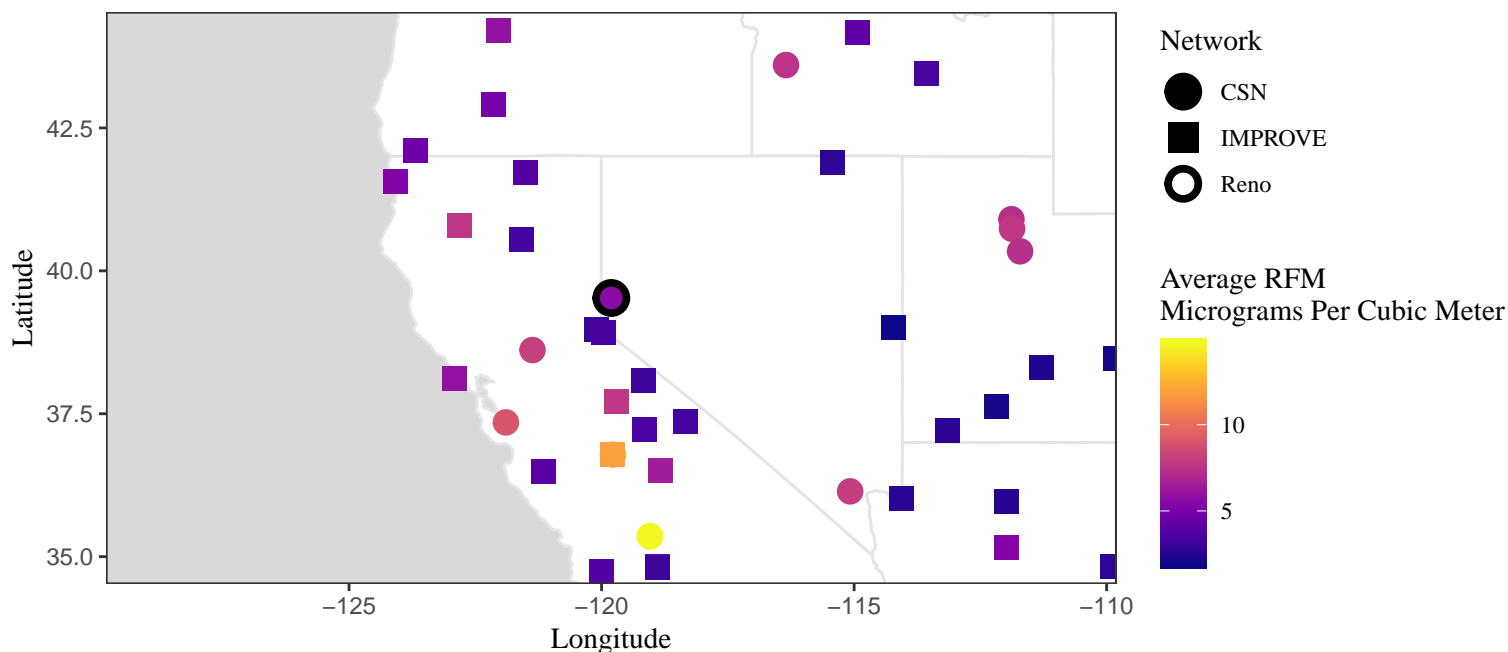 42.5
40.0
37.5
35.0
Latitude
−125
−120
−115
−110
Longitude
Network
CSN
IMPROVE
Reno
Average RFM
Micrograms Per Cubic Meter
10
5